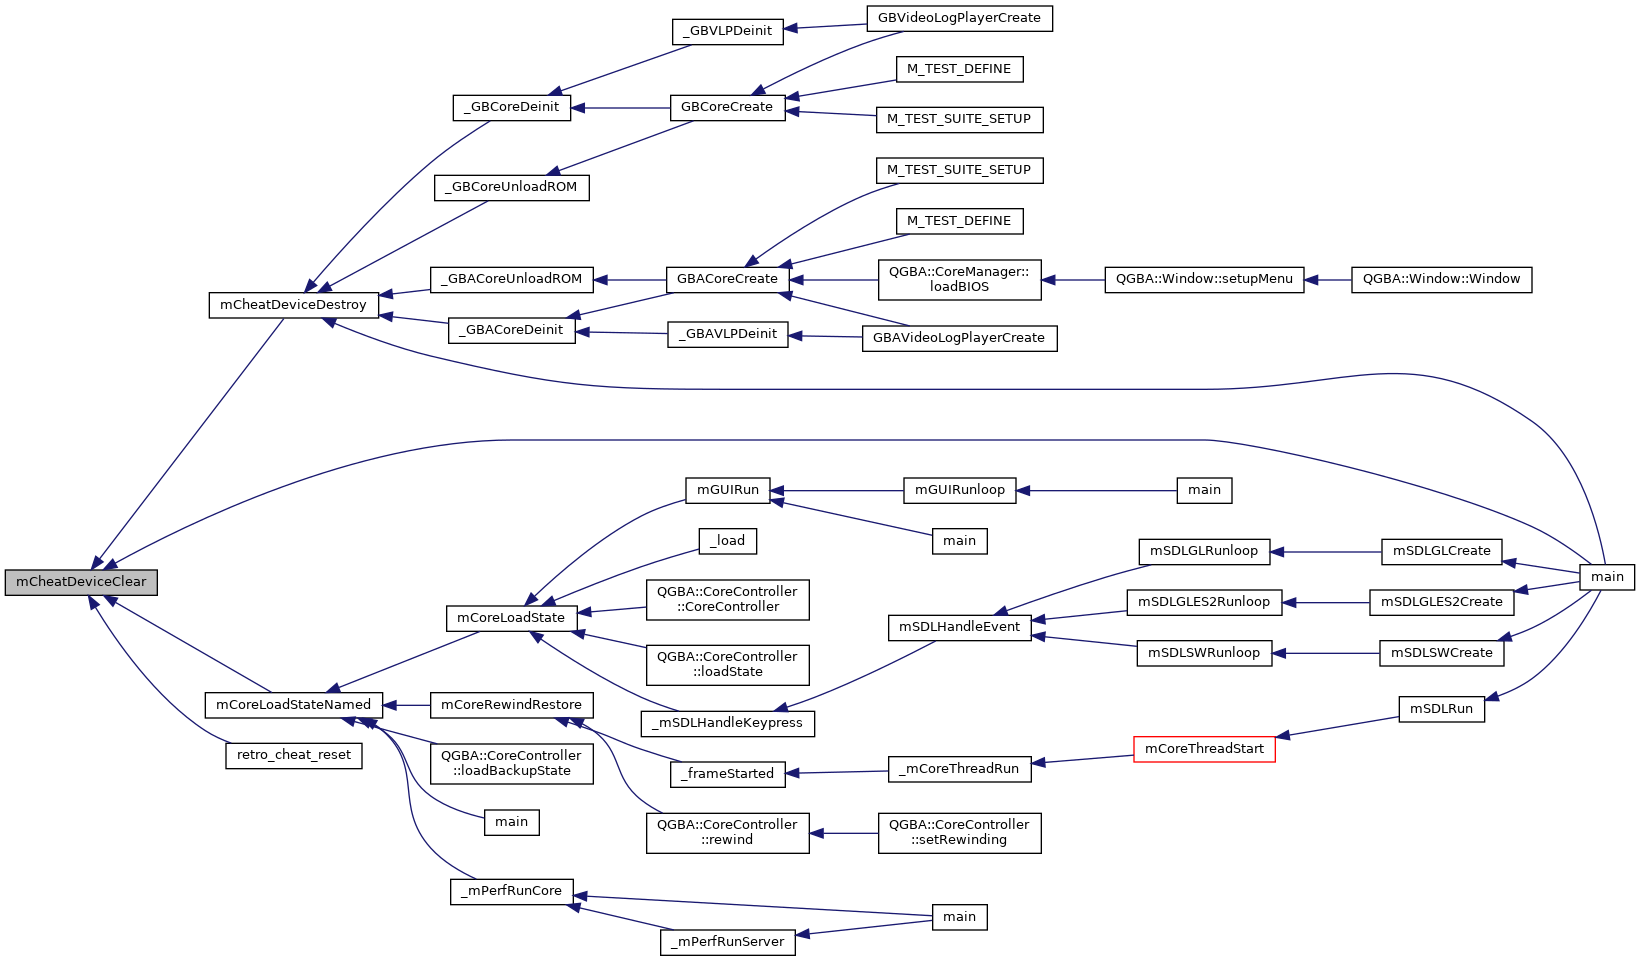 GBVideoLogPlayerCreate
_GBVLPDeinit
M_TEST_DEFINE
_GBCoreDeinit
GBCoreCreate
M_TEST_SUITE_SETUP
M_TEST_SUITE_SETUP
_GBCoreUnloadROM
M_TEST_DEFINE
_GBACoreUnloadROM
GBACoreCreate
QGBA::CoreManager::
loadBIOS
QGBA::Window::setupMenu
QGBA::Window::Window
mCheatDeviceDestroy
_GBACoreDeinit
_GBAVLPDeinit
GBAVideoLogPlayerCreate
mGUIRun
mGUIRunloop
main
_load
main
mSDLGLRunloop
mSDLGLCreate
mCheatDeviceClear
main
QGBA::CoreController
::CoreController
mSDLGLES2Runloop
mSDLGLES2Create
mCoreLoadState
mSDLHandleEvent
QGBA::CoreController
::loadState
mSDLSWRunloop
mSDLSWCreate
mCoreLoadStateNamed
mCoreRewindRestore
_mSDLHandleKeypress
mSDLRun
retro_cheat_reset
QGBA::CoreController
::loadBackupState
_frameStarted
_mCoreThreadRun
mCoreThreadStart
main
QGBA::CoreController
::rewind
QGBA::CoreController
::setRewinding
_mPerfRunCore
main
_mPerfRunServer